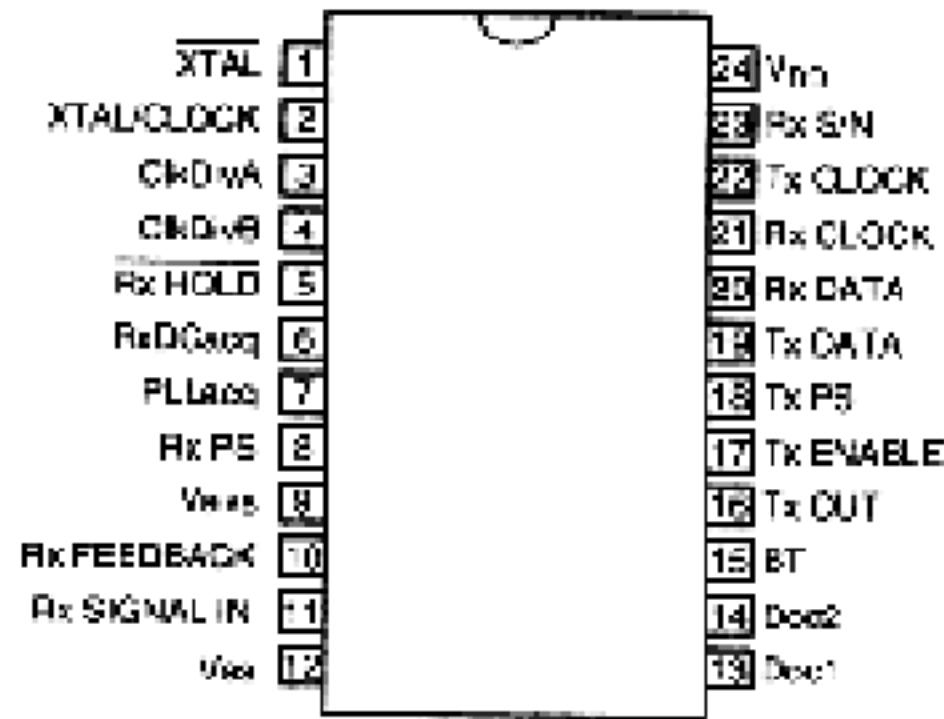 XTAL 1
XTAL/CLOCK 2
ClkDivA 3
ClkDivB 4
Rx HOLD 5
RxDCacq 6
PLLacq 7
Rx PS 8
9
Rx FEEDBACK 10
Rx SIGNAL IN 11
12
24 VDD
23 Rx S/N
22 Tx CLOCK
21 Rx CLOCK
20 Rx DATA
19 Tx DATA
18 Tx PS
17 Tx ENABLE
16 Tx OUT
15 BT
14 Doc2
13 Doc1